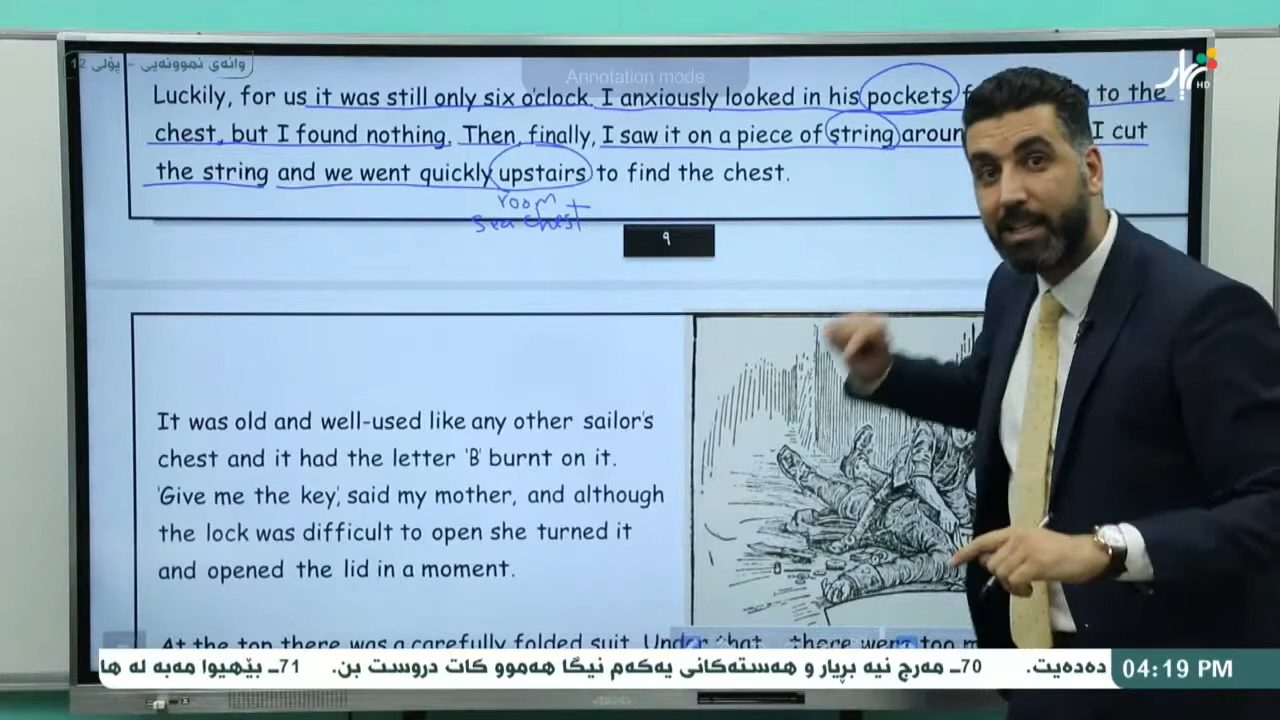 وانەی نموونەیی - پۆلی 12
Annotation mode
HD
Luckily, for us it was still only six o'clock. I anxiously looked in his pockets to the
chest, but I found nothing. Then, finally, I saw it on a piece of string I cut
the string and we went quickly upstairs to find the chest.
room
sea chest
٩
It was old and well-used like any other sailor's
chest and it had the letter 'B' burnt on it.
'Give me the key', said my mother, and although
the lock was difficult to open she turned it
and opened the lid in a moment.
At the top there was a carefully folded suit. Under that there were too
دەدەیت. 70ـ مەرج نیە بڕیار و هەستەکانی یەکەم نیگا هەموو کات دروست بن. 71ـ بێهیوا مەبە لە
04:19 PM